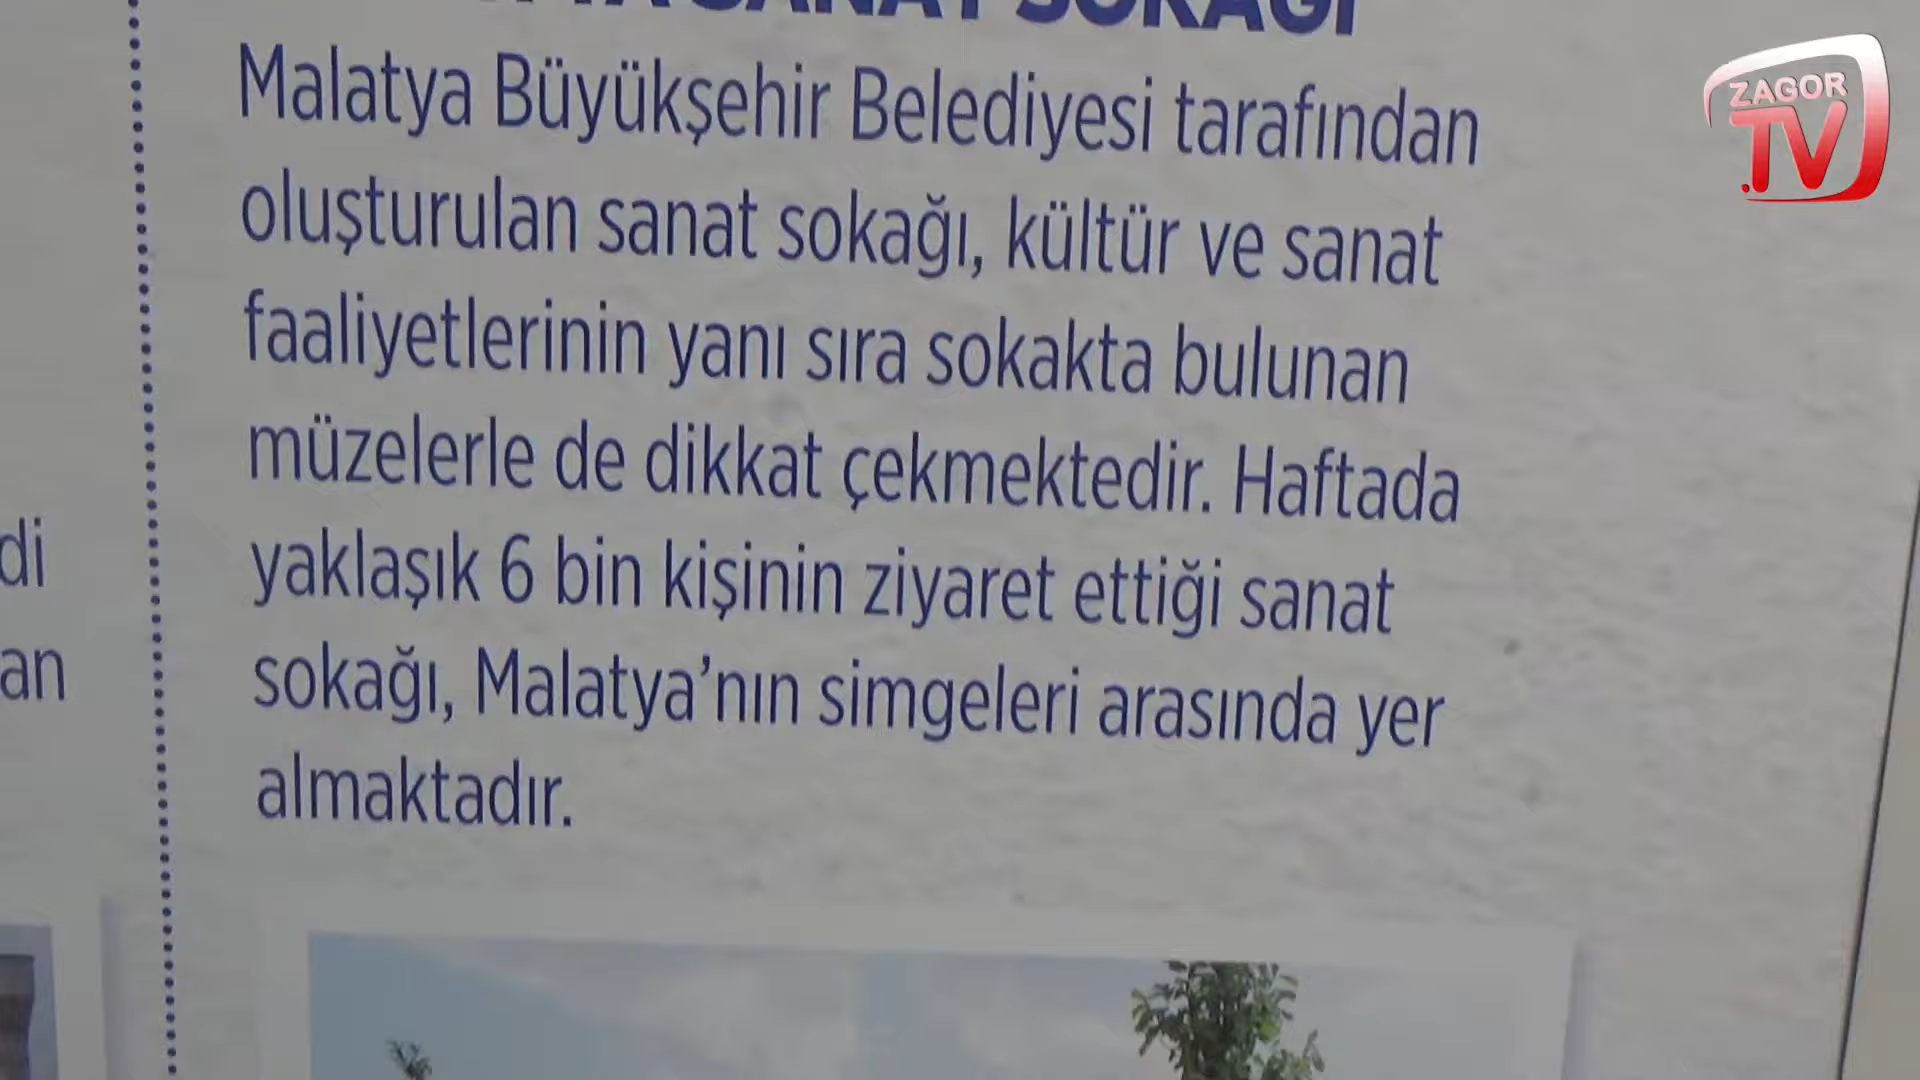 SANAT SOKAĞI
Malatya Büyükşehir Belediyesi tarafından
oluşturulan sanat sokağı, kültür ve sanat
faaliyetlerinin yanı sıra sokakta bulunan
müzelerle de dikkat çekmektedir. Haftada
yaklaşık 6 bin kişinin ziyaret ettiği sanat
sokağı, Malatya'nın simgeleri arasında yer
almaktadır.
di
an
ZAGOR
.TV